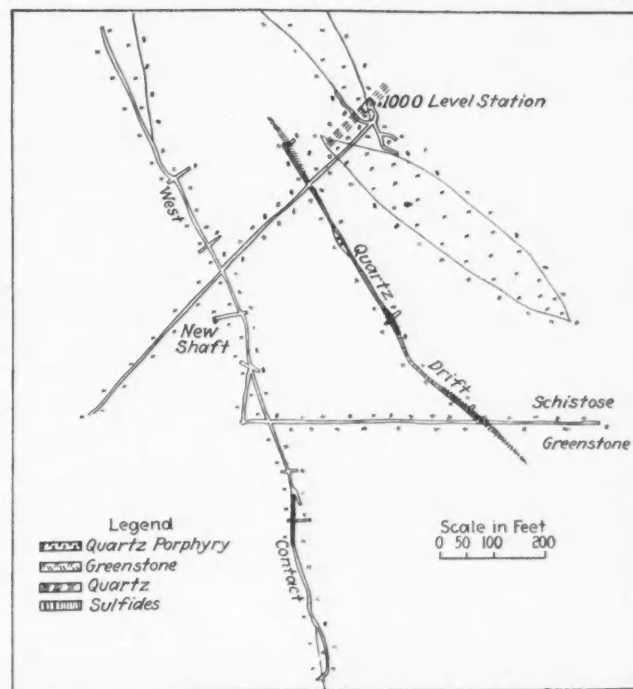 1000 Level Station
West
Quartz
New
Shaft
Drift
Schistose
Greenstone
Legend
Quartz Porphyry
Greenstone
Quartz
Sulfides
Scale in Feet
0 50 100 200
Contact